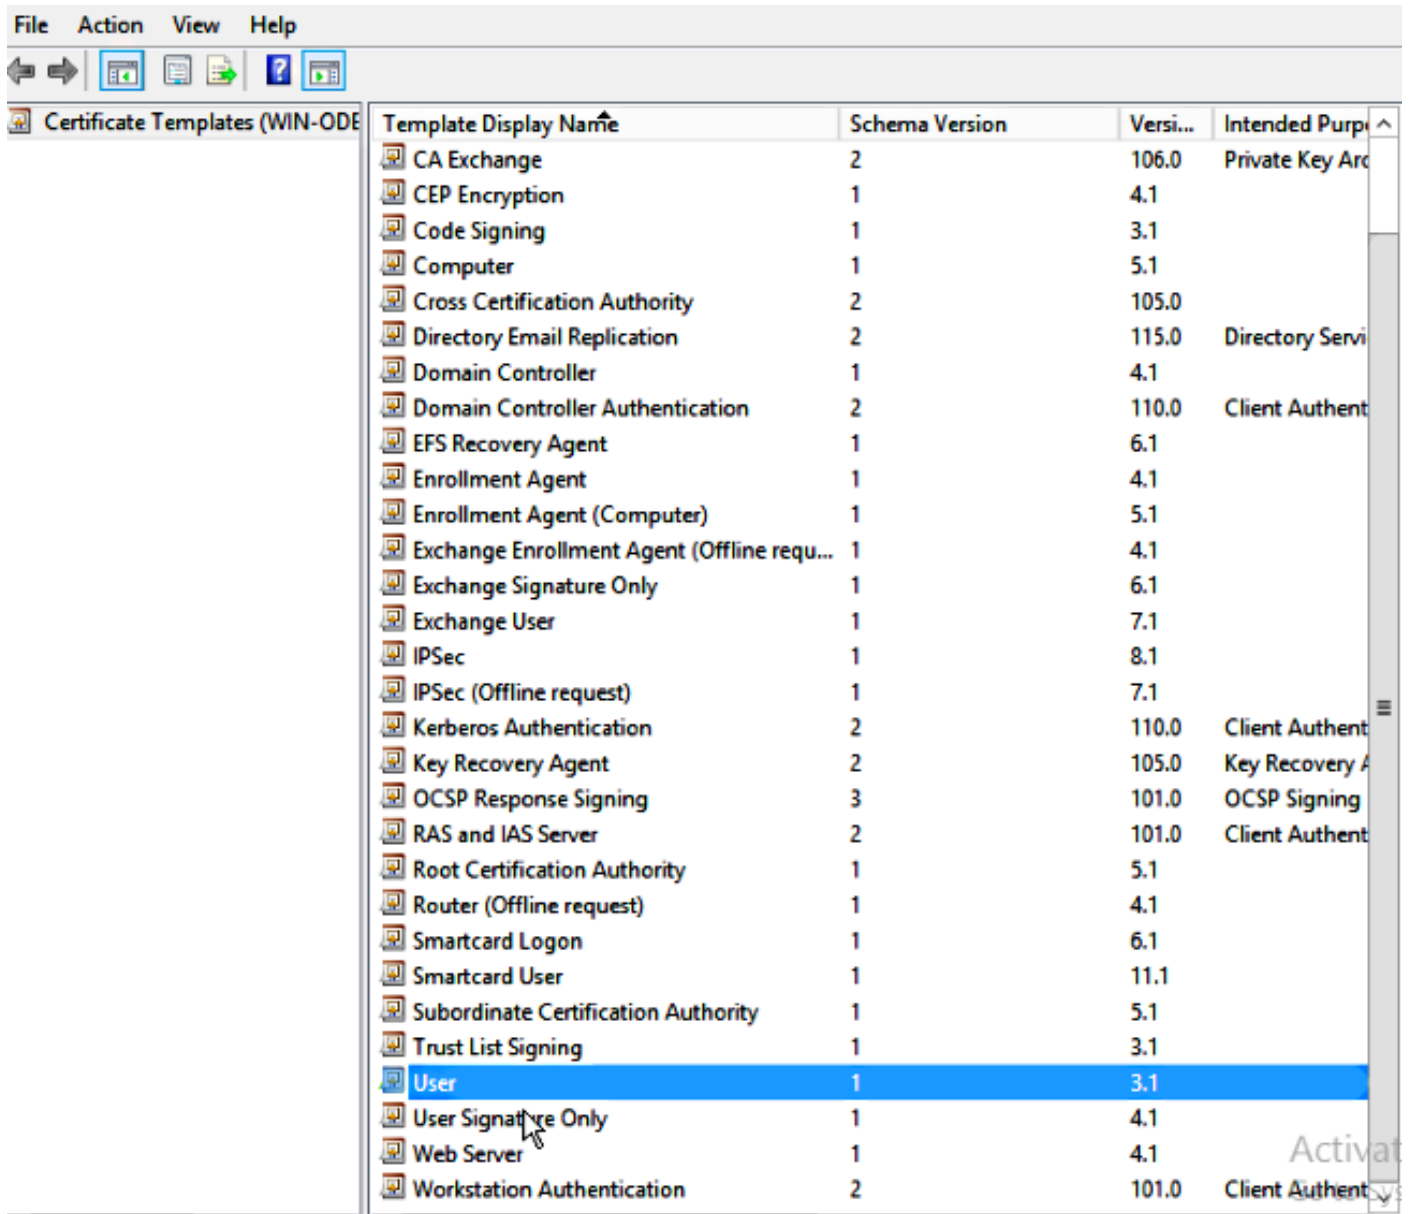 File Action View Help
Certificate Templates (WIN-ODE
Template Display Name Schema Version Versi... Intended Purp
CA Exchange 2 106.0 Private Key Arc
CEP Encryption 1 4.1
Code Signing 1 3.1
Computer 1 5.1
Cross Certification Authority 2 105.0
Directory Email Replication 2 115.0 Directory Servi
Domain Controller 1 4.1
Domain Controller Authentication 2 110.0 Client Authent
EFS Recovery Agent 1 6.1
Enrollment Agent 1 4.1
Enrollment Agent (Computer) 1 5.1
Exchange Enrollment Agent (Offline requ... 1 4.1
Exchange Signature Only 1 6.1
Exchange User 1 7.1
IPSec 1 8.1
IPSec (Offline request) 1 7.1
Kerberos Authentication 2 110.0 Client Authent
Key Recovery Agent 2 105.0 Key Recovery A
OCSP Response Signing 3 101.0 OCSP Signing
RAS and IAS Server 2 101.0 Client Authent
Root Certification Authority 1 5.1
Router (Offline request) 1 4.1
Smartcard Logon 1 6.1
Smartcard User 1 11.1
Subordinate Certification Authority 1 5.1
Trust List Signing 1 3.1
User 1 3.1
User Signature Only 1 4.1
Web Server 1 4.1
Activat
Workstation Authentication 2 101.0 Client Authent